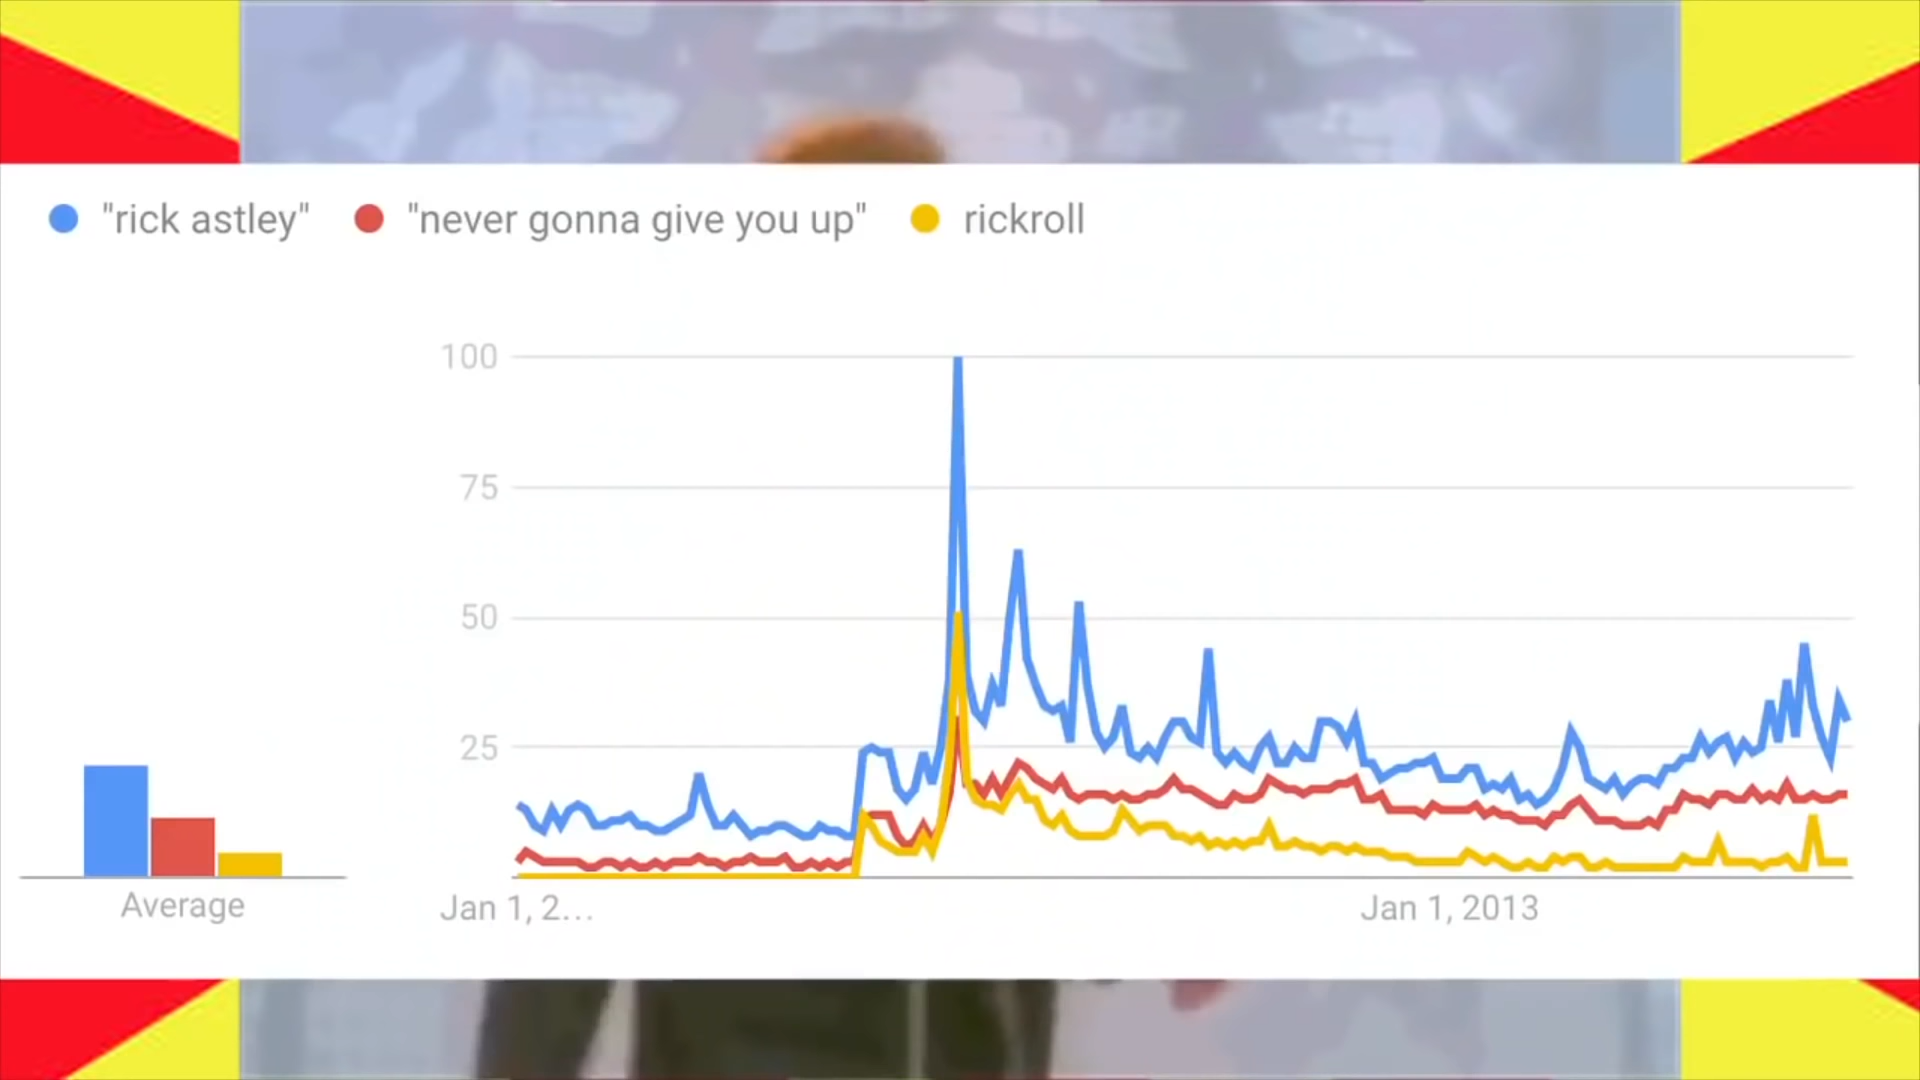 "rick astley" "never gonna give you up" rickroll
100
75
50
25
Average
Jan 1, 2... Jan 1, 2013